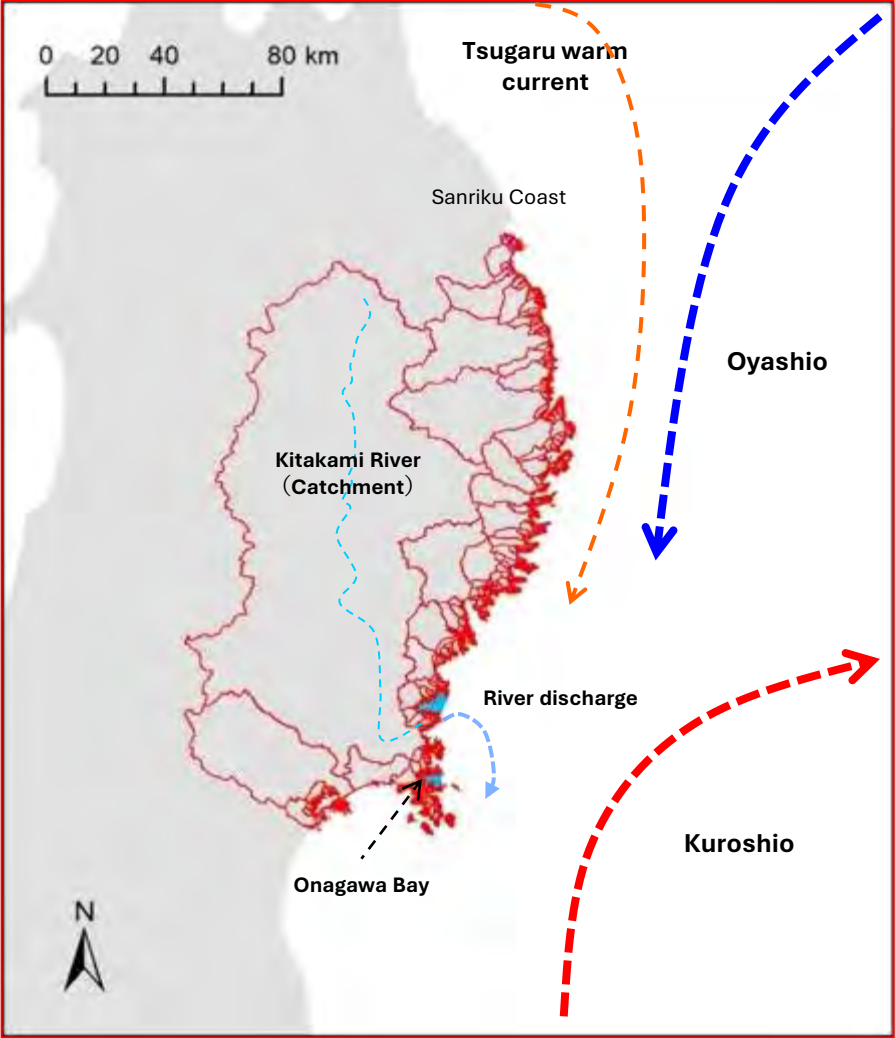 0 20 40 80 km
Tsugaru warm
current
Sanriku Coast
Oyashio
Kitakami River
（Catchment）
River discharge
Kuroshio
Onagawa Bay
N